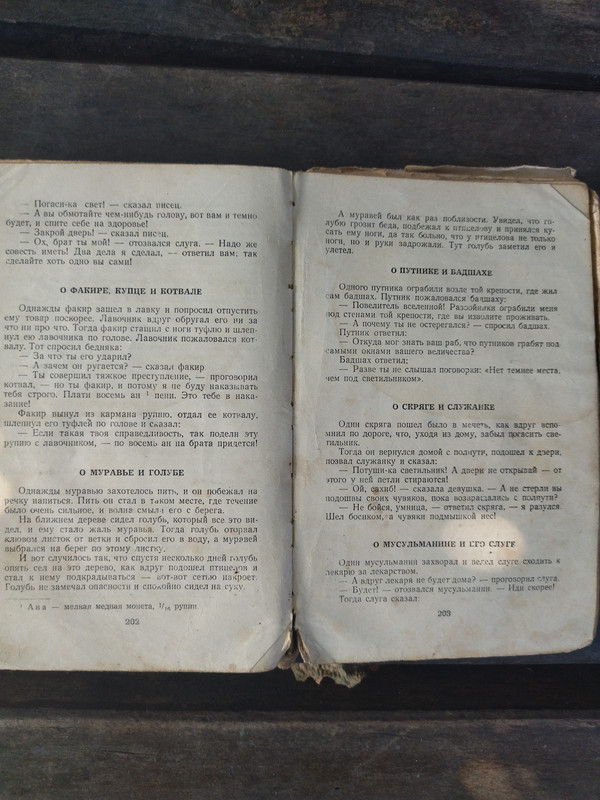 — Погаси-ка свет! — сказал писец.
— А вы обмотайте чем-нибудь голову, вот вам и темно
будет, и спите себе на здоровье!
— Закрой дверь! — сказал писец.
— Ох, брат ты мой! — отозвался слуга. — Надо же
совесть иметь! Два дела я сделал, — ответил вам; так
сделайте хоть одно вы сами!
О ФАКИРЕ, КУПЦЕ И КОТВАЛЕ
Однажды факир зашел в лавку и попросил отпустить
ему товар поскорее. Лавочник вдруг обругал его ни за
что ни про что. Тогда факир стащил с ноги туфлю и шлеп-
нул ею лавочника по голове. Лавочник пожаловался кот-
валу. Тот спросил бедняка:
— За что ты его ударил?
— А зачем он ругается? — сказал факир
— Ты совершил тяжкое преступление, — проговорил
котвал, — но ты факир, и потому я не буду наказывать
тебя строго. Плати восемь ан ¹ пени. Это тебе в нака-
зание!
Факир вынул из кармана рупию, отдал ее котвалу,
шлепнул его туфлей по голове и сказал:
— Если такая твоя справедливость, так подели эту
рупию с лавочником, — по восемь ан на брата придется!
О МУРАВЬЕ И ГОЛУБЕ
Однажды муравью захотелось пить, и он побежал на
речку напиться. Пить он стал в таком месте, где течение
было очень сильное, и волна смыла его с берега.
На ближнем дереве сидел голубь, который все это ви-
дел, и ему стало жаль муравья. Тогда голубь оторвал
клювом листок от ветки и сбросил его в воду, а муравей
выбрался на берег по этому листку.
И вот случилось так, что спустя несколько дней голубь
опять сел на это дерево, как вдруг подошел птицелов и
стал к нему подкрадываться — вот-вот сетью накроет.
Голубь не замечал опасности и спокойно сидел на суку.
¹ Ана — мелкая медная монета, 1/16 рупии
202
А муравей был как раз поблизости. Увидел, что го-
лубю грозит беда, подбежал к птицелову и принялся ку-
сать ему ноги, да так больно, что у птицелова не только
ноги, но и руки задрожали. Тут голубь заметил его и
улетел.
О ПУТНИКЕ И БАДШАХЕ
Одного путника ограбили возле той крепости, где жил
сам бадшах. Путник пожаловался бадшаху:
— Повелитель вселенной! Разбойники ограбили меня
под стенами той крепости, где вы изволите проживать.
— А почему ты не остерегался? — спросил бадшах.
Путник ответил:
— Откуда мог знать ваш раб, что путников грабят под
самыми окнами вашего величества?
Бадшах ответил:
— Разве ты не слышал поговорки: «Нет темнее места,
чем под светильником».
О СКРЯГЕ И СЛУЖАНКЕ
Один скряга пошел было в мечеть, как вдруг вспо-
мнил по дороге, что, уходя из дому, забыл погасить све-
тильник.
Тогда он вернулся домой с полпути, подошел к двери,
позвал служанку и сказал:
— Потуши-ка светильник! А двери не открывай — от
этого у ней петли стираются!
— Ой, сахиб! — сказала девушка. — А не стерли вы
подошвы своих чувяков, пока возвращались с полпути?
— Не бойся, умница, — ответил скряга, — я разулся.
Шел босиком, а чувяки подмышкой нес!
О МУСУЛЬМАНИНЕ И ЕГО СЛУГЕ
Один мусульманин захворал и велел слуге сходить к
лекарю за лекарством.
— А вдруг лекаря не будет дома? — проговорил слуга.
— Будет! — отозвался мусульманин. — Иди скорее!
Тогда слуга сказал:
203